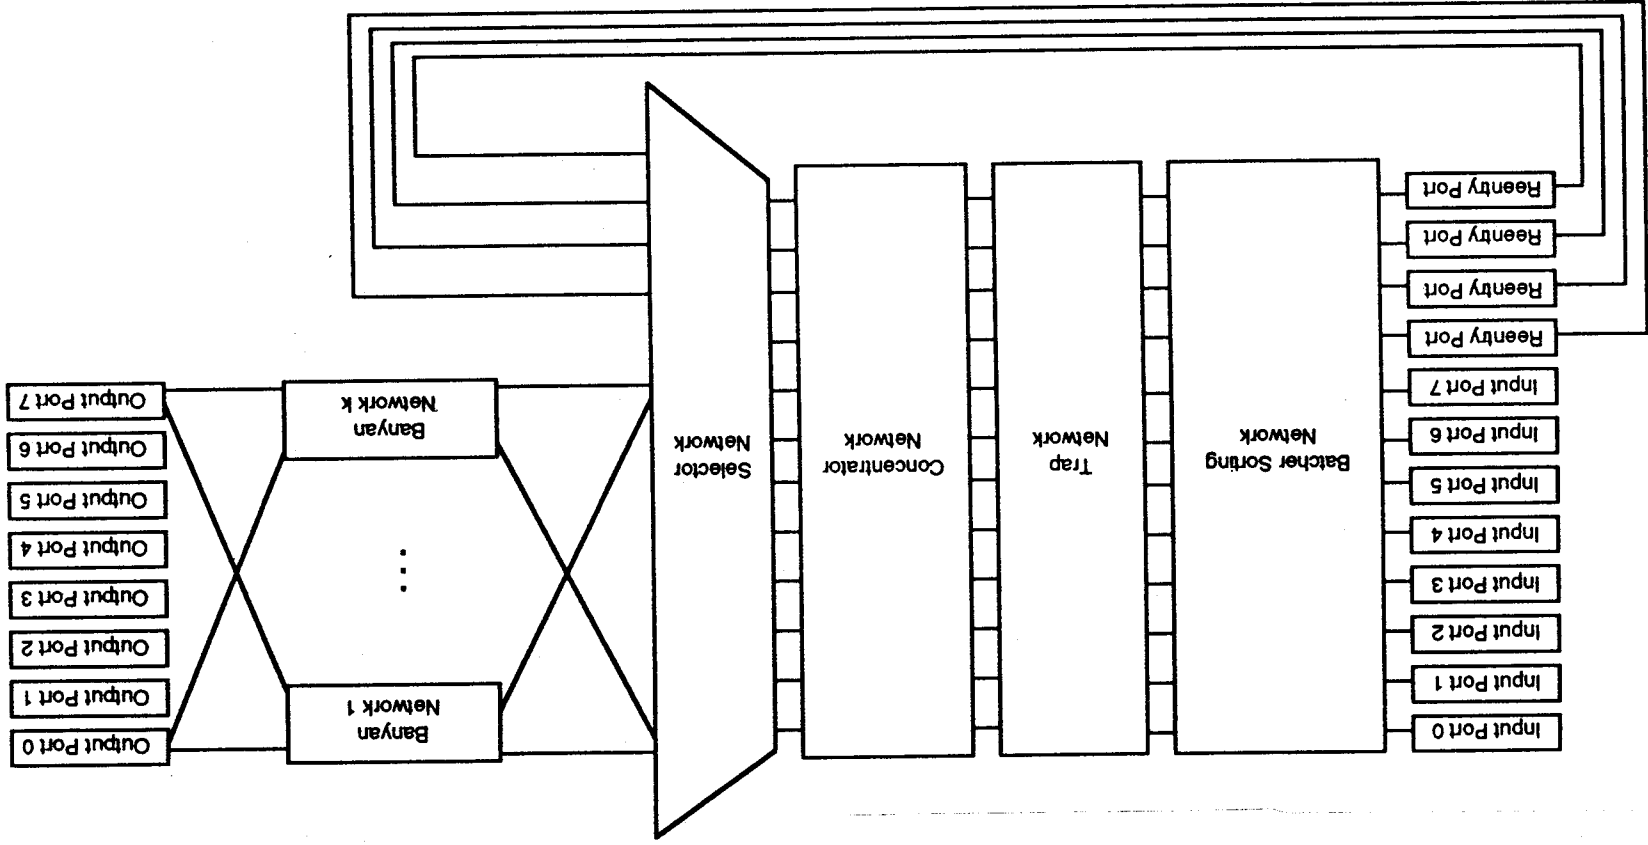 Input Port 0
Input Port 1
Input Port 2
Input Port 3
Input Port 4
Input Port 5
Input Port 6
Input Port 7
Reentry Port
Reentry Port
Reentry Port
Reentry Port
Batcher Sorting
Network
Trap
Network
Concentrator
Network
Selector
Network
Banyan
Network 1
Banyan
Network k
Output Port 0
Output Port 1
Output Port 2
Output Port 3
Output Port 4
Output Port 5
Output Port 6
Output Port 7